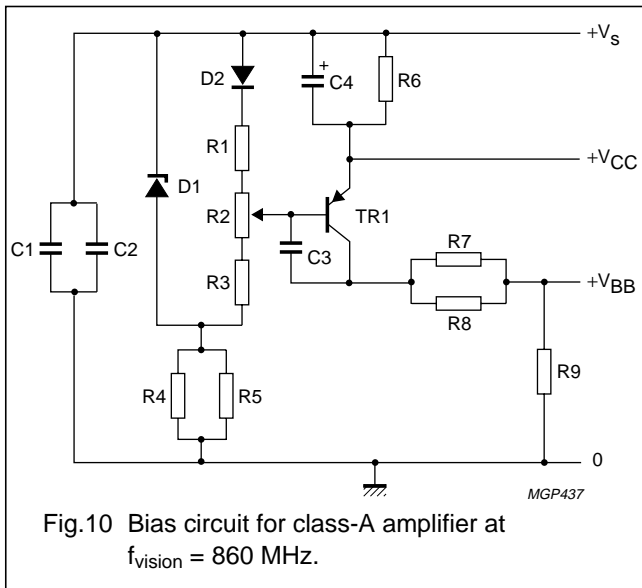 +VS
D2
+
C4
R6
R1
+VCC
D1
R2
TR1
C1
C2
C3
R7
R3
+VBB
R8
R4
R5
R9
0
MGP437
Fig.10 Bias circuit for class-A amplifier at
fvision = 860 MHz.